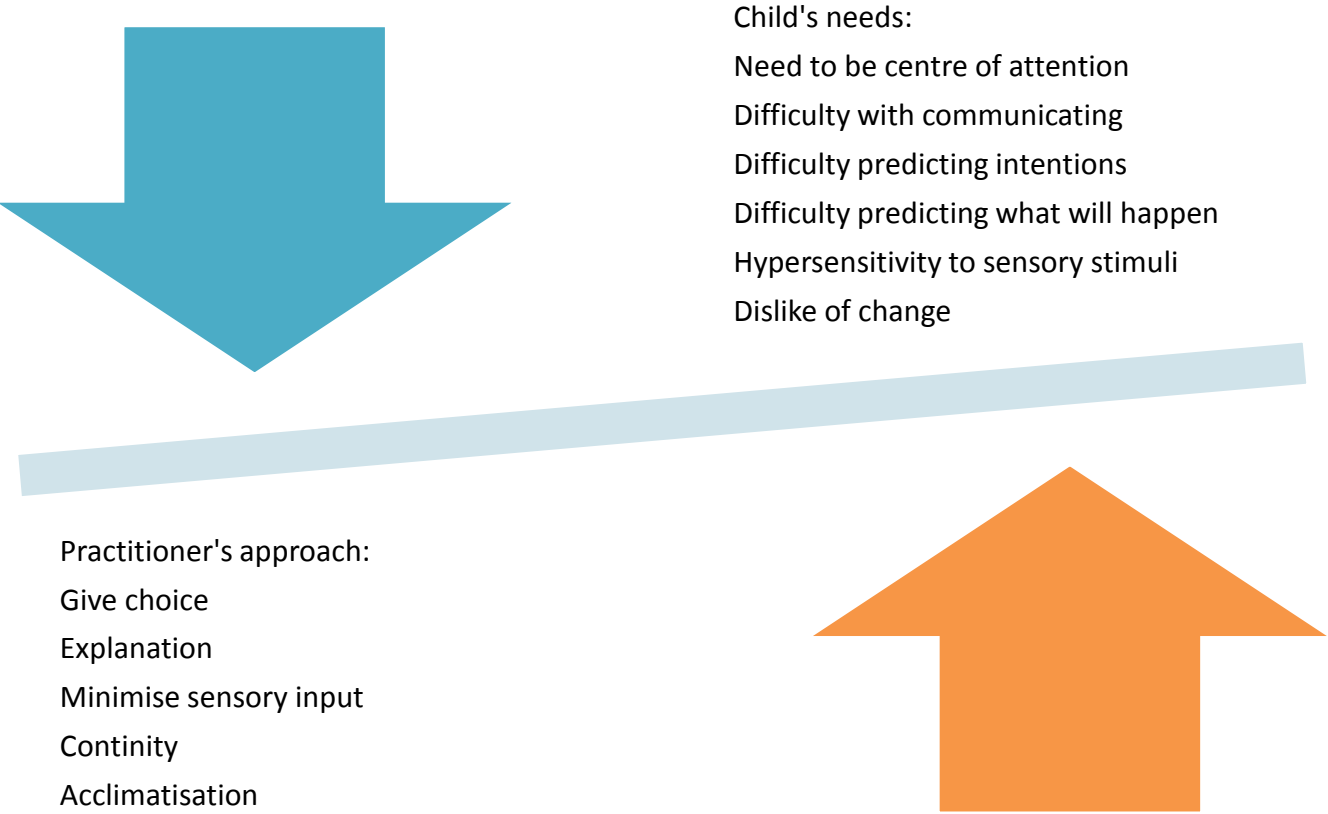 Child's needs:
Need to be centre of attention
Difficulty with communicating
Difficulty predicting intentions
Difficulty predicting what will happen
Hypersensitivity to sensory stimuli
Dislike of change
Practitioner's approach:
Give choice
Explanation
Minimise sensory input
Continity
Acclimatisation